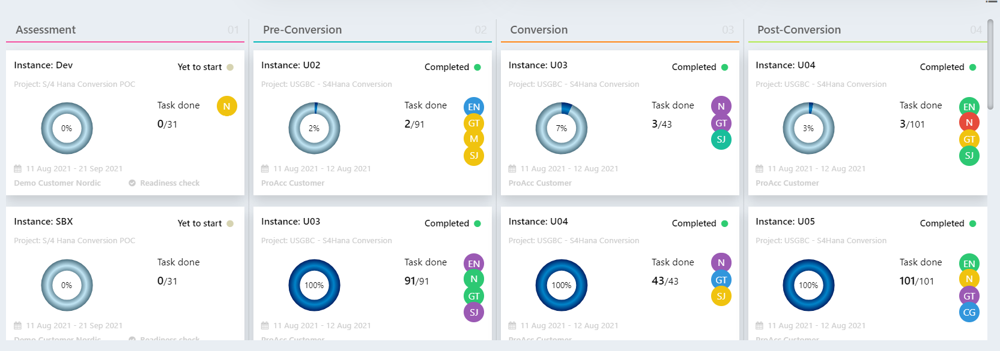 Assessment 01
Instance: Dev
Yet to start
Project: S/4 Hana Conversion POC
0%
Task done
0/31
N
11 Aug 2021 - 21 Sep 2021
Demo Customer Nordic
Readiness check
Instance: SBX
Yet to start
Project: S/4 Hana Conversion POC
0%
Task done
0/31
11 Aug 2021 - 21 Sep 2021
Demo Customer Nordic
Readiness check
Pre-Conversion 02
Instance: U02
Completed
Project: USGBC - S4Hana Conversion
2%
Task done
2/91
EN
GT
M
SJ
11 Aug 2021 - 12 Aug 2021
ProAcc Customer
Instance: U03
Completed
Project: USGBC - S4Hana Conversion
100%
Task done
91/91
EN
N
GT
SJ
11 Aug 2021 - 12 Aug 2021
ProAcc Customer
Conversion 03
Instance: U03
Completed
Project: USGBC - S4Hana Conversion
7%
Task done
3/43
N
GT
SJ
11 Aug 2021 - 12 Aug 2021
ProAcc Customer
Instance: U04
Completed
Project: USGBC - S4Hana Conversion
100%
Task done
43/43
N
GT
SJ
11 Aug 2021 - 12 Aug 2021
ProAcc Customer
Post-Conversion 04
Instance: U04
Completed
Project: USGBC - S4Hana Conversion
3%
Task done
3/101
EN
N
GT
SJ
11 Aug 2021 - 12 Aug 2021
ProAcc Customer
Instance: U05
Completed
Project: USGBC - S4Hana Conversion
100%
Task done
101/101
EN
N
GT
CG
11 Aug 2021 - 12 Aug 2021
ProAcc Customer